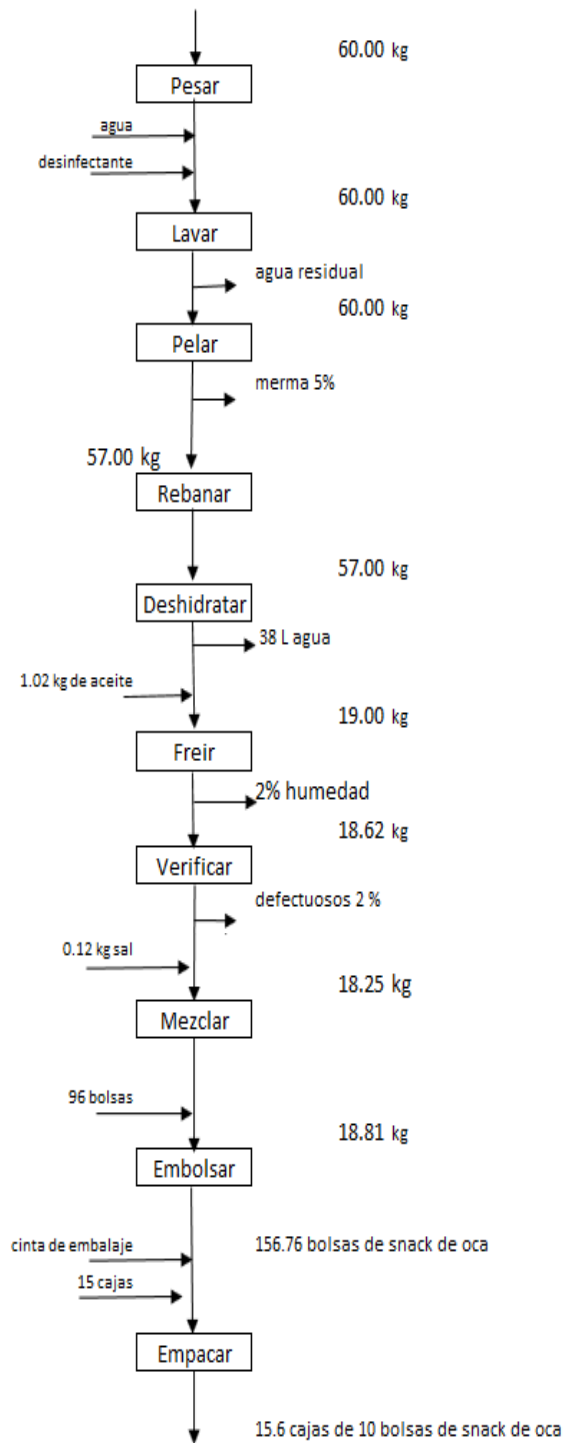 60.00 kg
Pesar
agua
desinfectante
60.00 kg
Lavar
agua residual
60.00 kg
Pelar
merma 5%
57.00 kg
Rebanar
57.00 kg
Deshidratar
38 L agua
1.02 kg de aceite
19.00 kg
Freir
2% humedad
18.62 kg
Verificar
defectuosos 2 %
0.12 kg sal
18.25 kg
Mezclar
96 bolsas
18.81 kg
Embolsar
cinta de embalaje
156.76 bolsas de snack de oca
15 cajas
Empacar
15.6 cajas de 10 bolsas de snack de oca